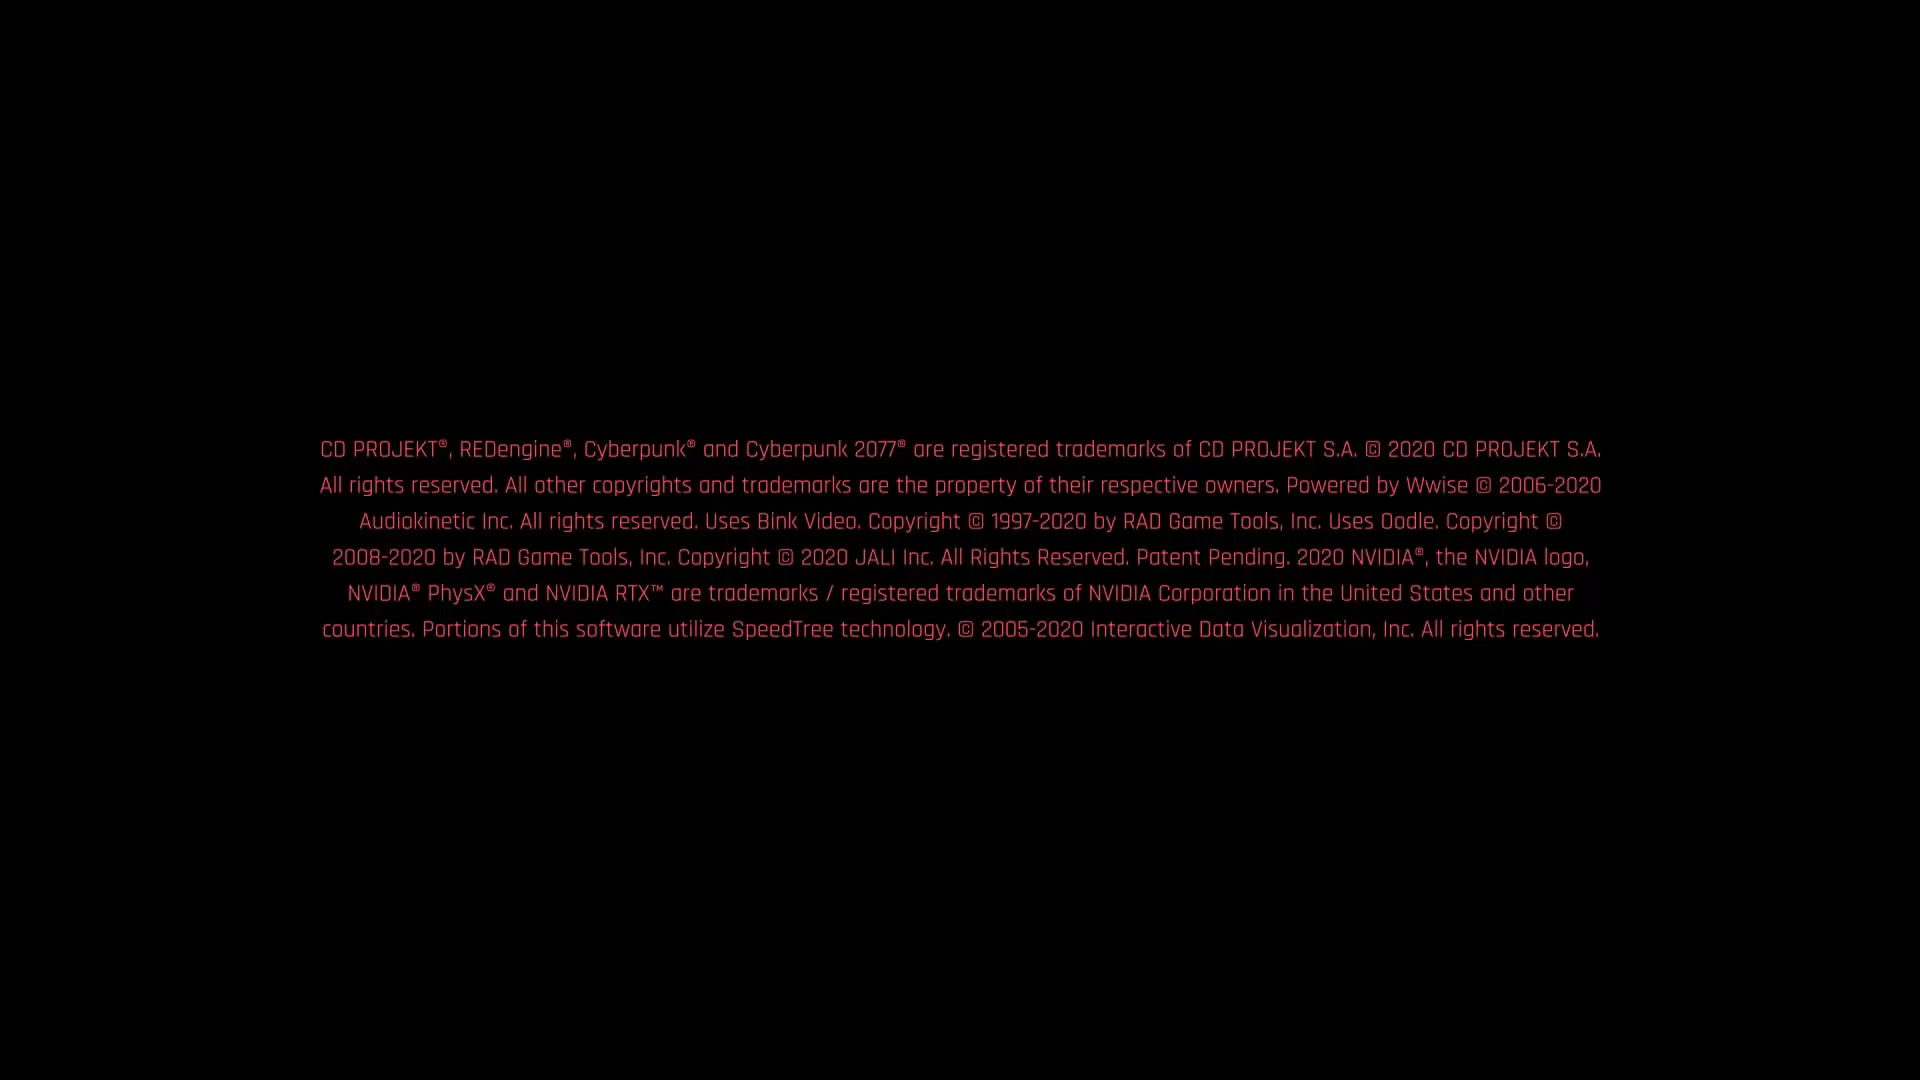 CD PROJEKT®, REDengine®, Cyberpunk® and Cyberpunk 2077® are registered trademarks of CD PROJEKT S.A. © 2020 CD PROJEKT S.A.
All rights reserved. All other copyrights and trademarks are the property of their respective owners. Powered by Wwise © 2006-2020
Audiokinetic Inc. All rights reserved. Uses Bink Video. Copyright © 1997-2020 by RAD Game Tools, Inc. Uses Oodle. Copyright ©
2008-2020 by RAD Game Tools, Inc. Copyright © 2020 JALI Inc. All Rights Reserved. Patent Pending. 2020 NVIDIA®, the NVIDIA logo,
NVIDIA® PhysX® and NVIDIA RTX™ are trademarks / registered trademarks of NVIDIA Corporation in the United States and other
countries. Portions of this software utilize SpeedTree technology. © 2005-2020 Interactive Data Visualization, Inc. All rights reserved.